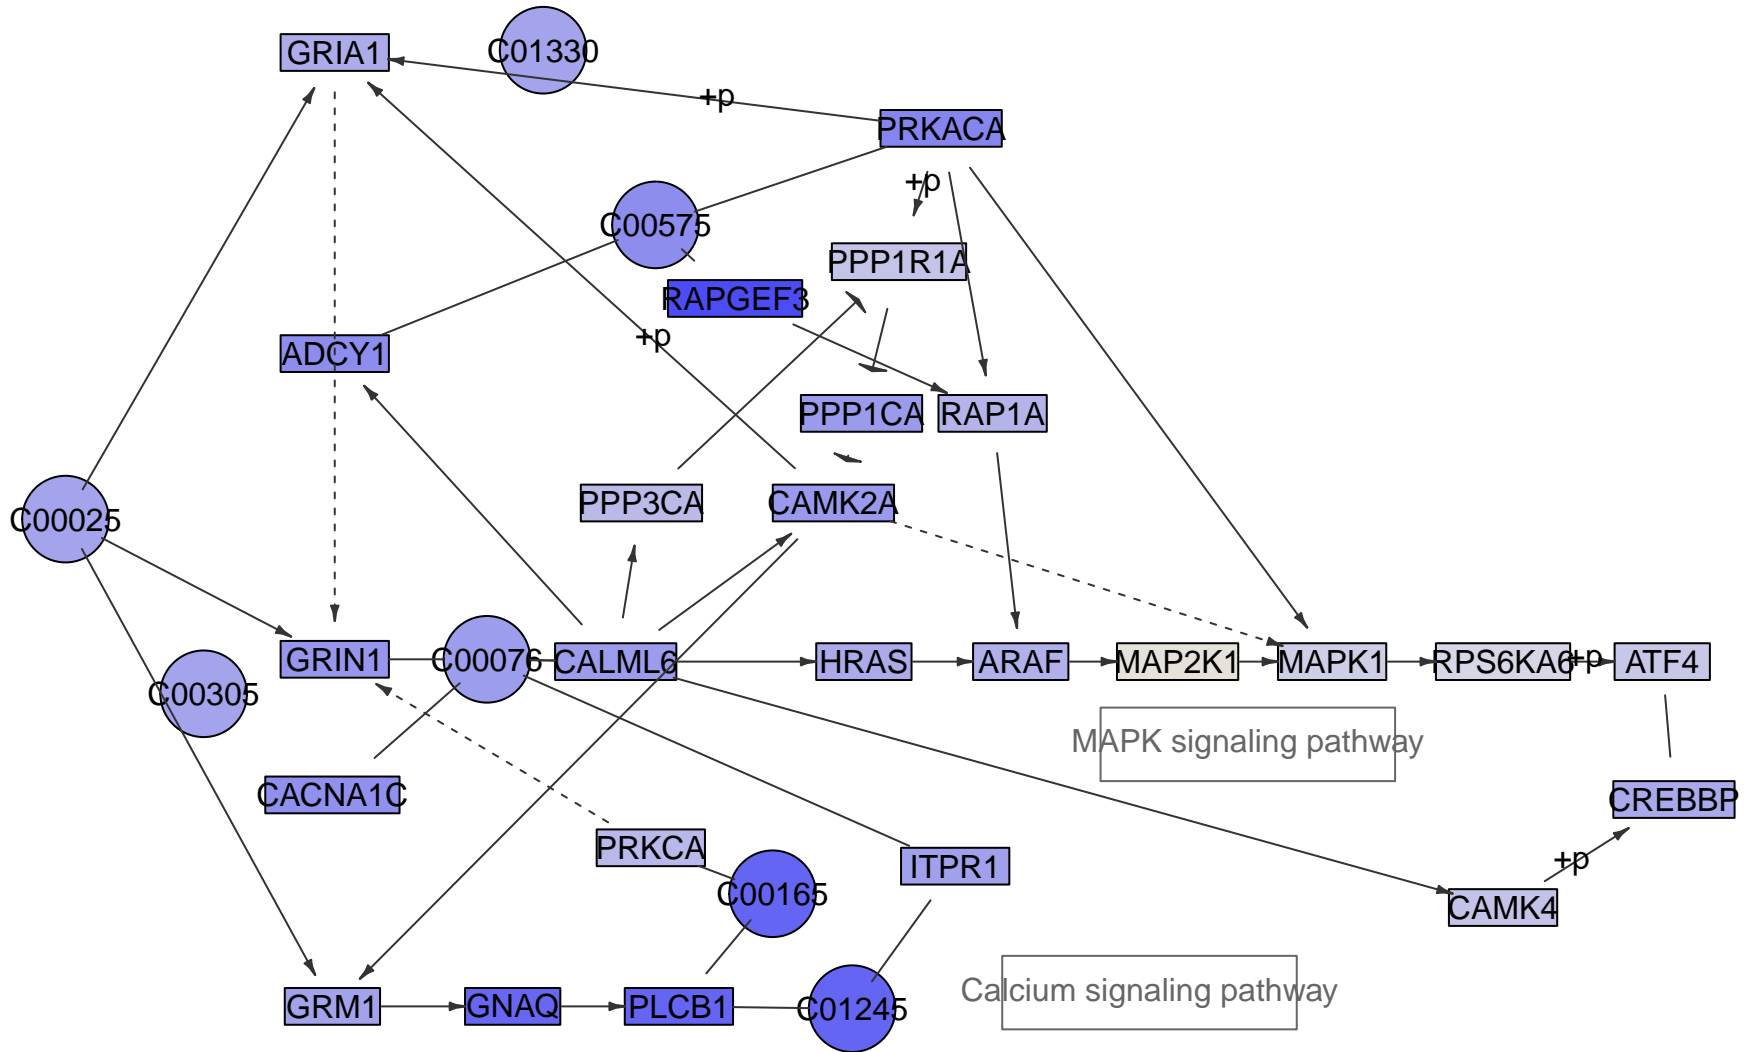 GRIA1
C01330
+p
PRKACA
+p
C00575
PPP1R1A
RAPGEF3
+p
ADCY1
PPP1CA
RAP1A
PPP3CA
CAMK2A
C00025
GRIN1
C00076
CALML6
HRAS
ARAF
MAP2K1
MAPK1
RPS6KA6
+p
ATF4
C00305
MAPK signaling pathway
CACNA1C
CREBBP
PRKCA
ITPR1
+p
C00165
CAMK4
Calcium signaling pathway
GRM1
GNAQ
PLCB1
C01245